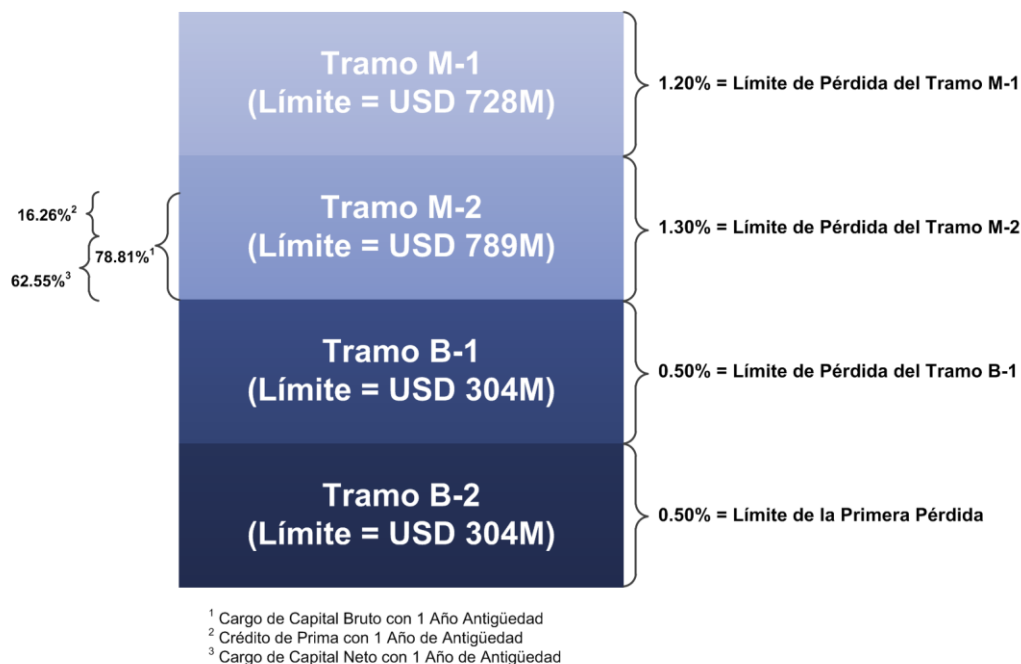 Tramo M-1
(Límite = USD 728M)
1.20% = Límite de Pérdida del Tramo M-1
Tramo M-2
(Límite = USD 789M)
1.30% = Límite de Pérdida del Tramo M-2
16.26%²
78.81%¹
62.55%³
Tramo B-1
(Límite = USD 304M)
0.50% = Límite de Pérdida del Tramo B-1
Tramo B-2
(Límite = USD 304M)
0.50% = Límite de la Primera Pérdida
¹ Cargo de Capital Bruto con 1 Año Antigüedad
² Crédito de Prima con 1 Año de Antigüedad
³ Cargo de Capital Neto con 1 Año de Antigüedad